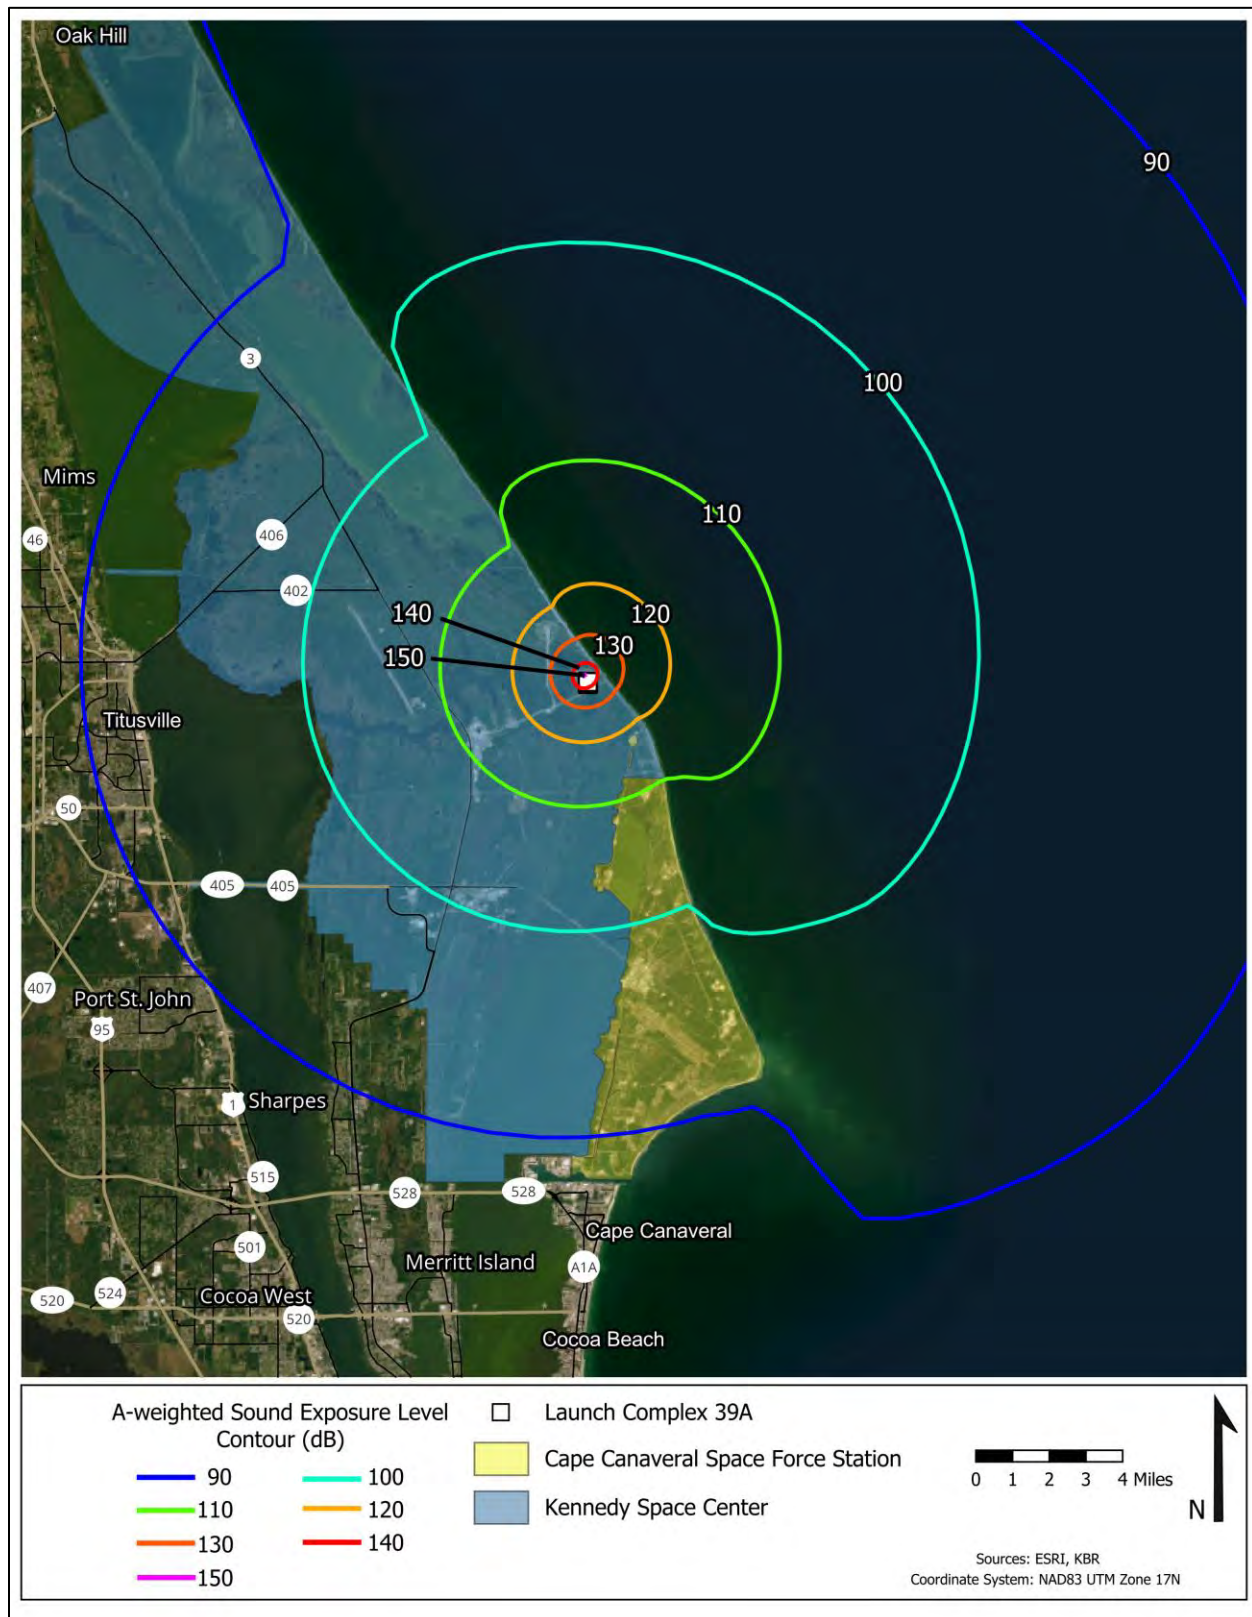 Oak Hill
90
3
100
Mims
110
46
406
402
140
120
130
150
Titusville
50
405
405
407
Port St. John
95
1
Sharpes
515
528
528
Cape Canaveral
501
Merritt Island
A1A
524
Cocoa West
520
520
Cocoa Beach
A-weighted Sound Exposure Level
Contour (dB)
90
100
110
120
130
140
150
Launch Complex 39A
Cape Canaveral Space Force Station
Kennedy Space Center
0 1 2 3 4 Miles
N
Sources: ESRI, KBR
Coordinate System: NAD83 UTM Zone 17N